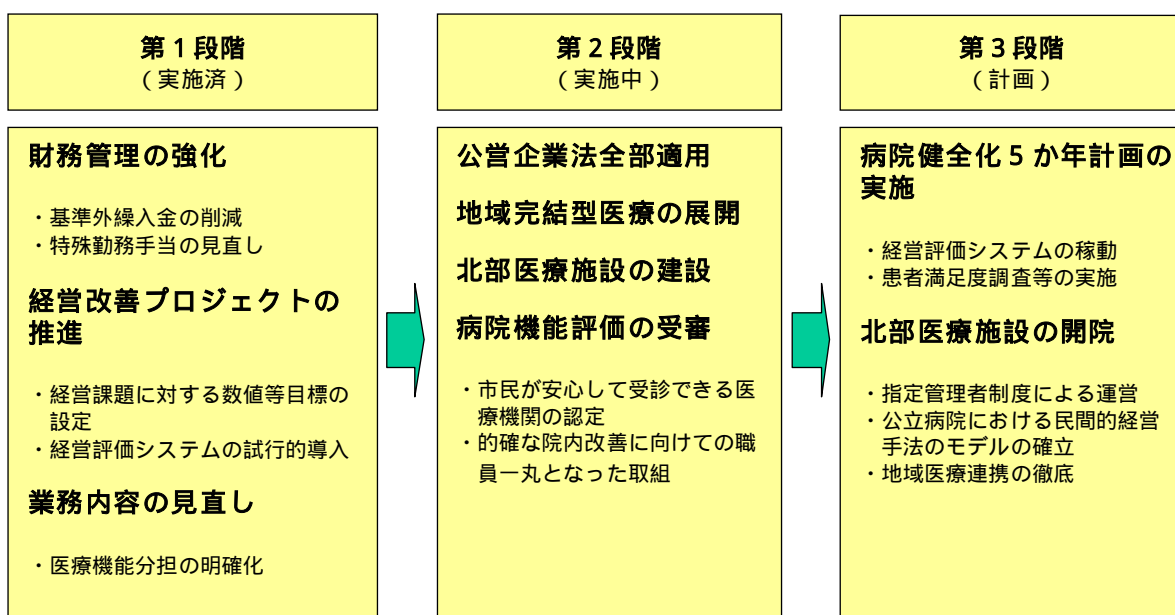 第１段階
（実施済）
財務管理の強化
・基準外繰入金の削減
・特殊勤務手当の見直し
経営改善プロジェクトの
推進
・経営課題に対する数値等目標の
設定
・経営評価システムの試行的導入
業務内容の見直し
・医療機能分担の明確化
第２段階
（実施中）
公営企業法全部適用
地域完結型医療の展開
北部医療施設の建設
病院機能評価の受審
・市民が安心して受診できる医
療機関の認定
・的確な院内改善に向けての職
員一丸となった取組
第３段階
（計画）
病院健全化５か年計画の
実施
・経営評価システムの稼動
・患者満足度調査等の実施
北部医療施設の開院
・指定管理者制度による運営
・公立病院における民間的経営
手法のモデルの確立
・地域医療連携の徹底